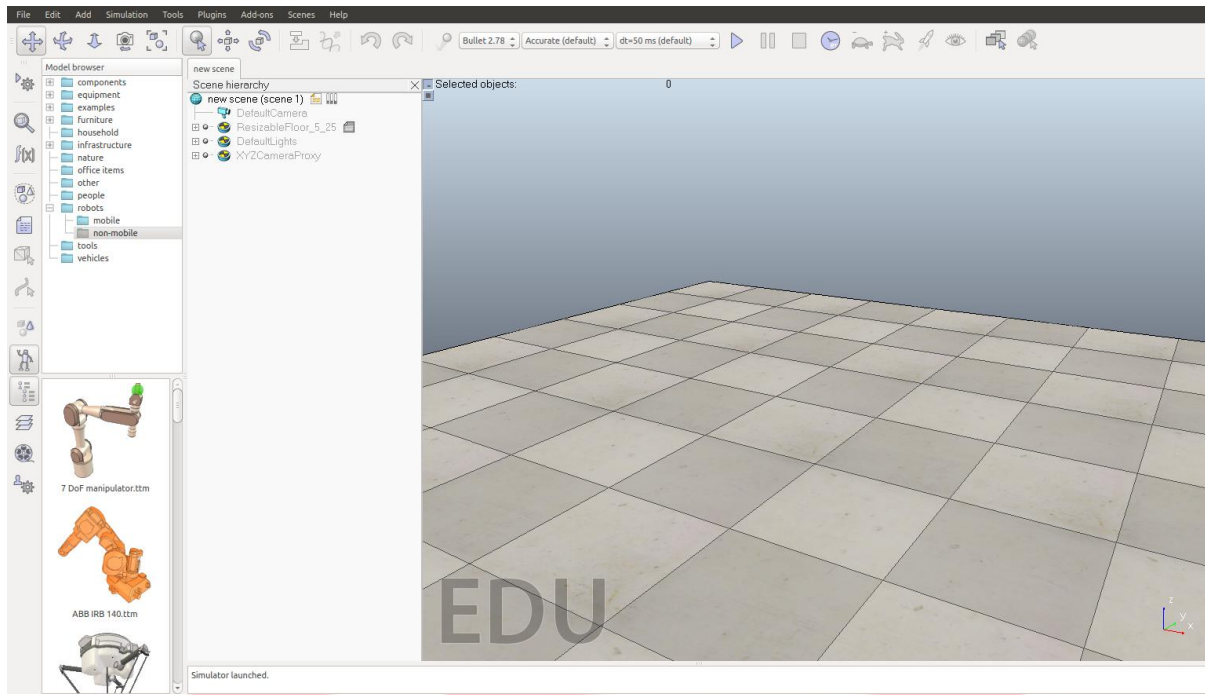 File Edit Add Simulation Tools Plugins Add-ons Scenes Help
Bullet 2.78 Accurate (default) dt=50 ms (default)
Model browser
components
equipment
examples
furniture
household
infrastructure
nature
office items
other
people
robots
mobile
non-mobile
tools
vehicles
7 DoF manipulator.ttm
ABB IRB 140.ttm
new scene
Scene hierarchy
new scene (scene 1)
DefaultCamera
ResizableFloor_5_25
DefaultLights
XYZCameraProxy
Selected objects: 0
EDU
z
y
x
Simulator launched.
f(x)